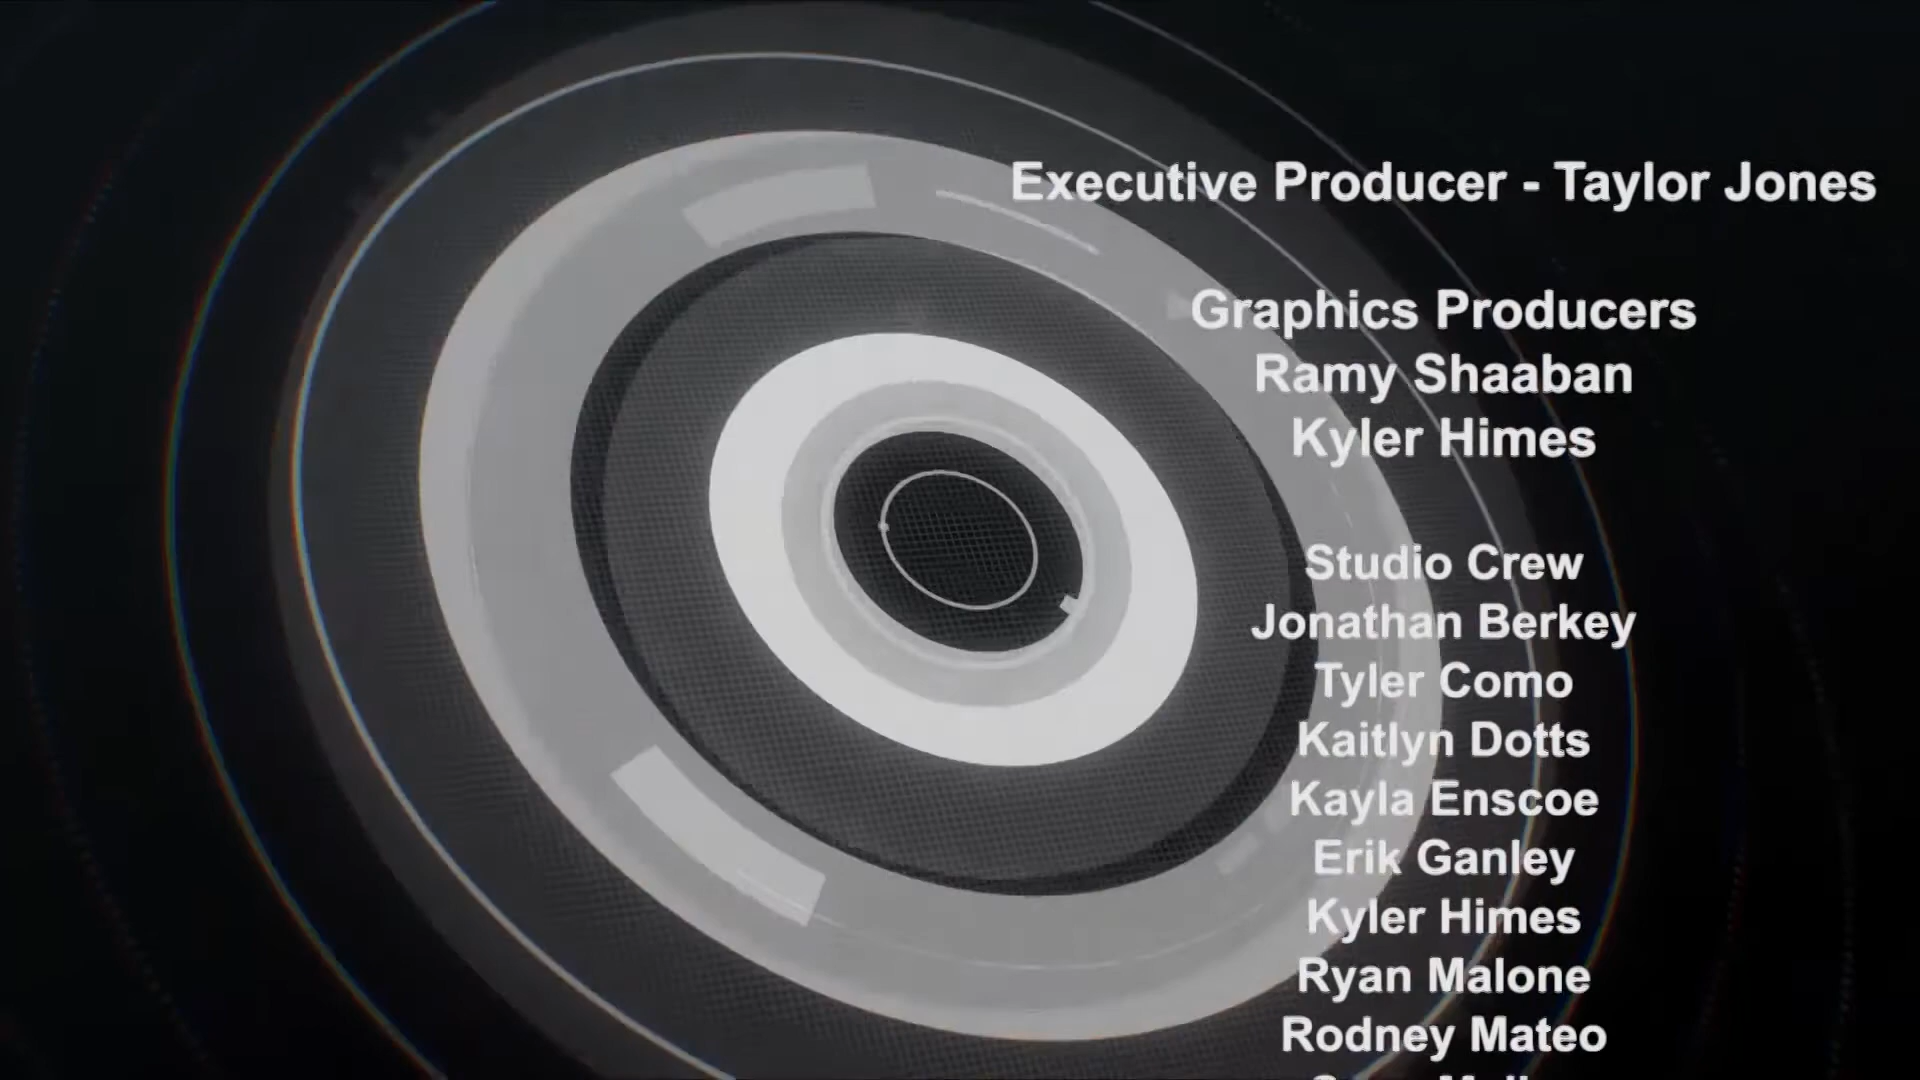 Executive Producer - Taylor Jones
Graphics Producers
Ramy Shaaban
Kyler Himes
Studio Crew
Jonathan Berkey
Tyler Como
Kaitlyn Dotts
Kayla Enscoe
Erik Ganley
Kyler Himes
Ryan Malone
Rodney Mateo